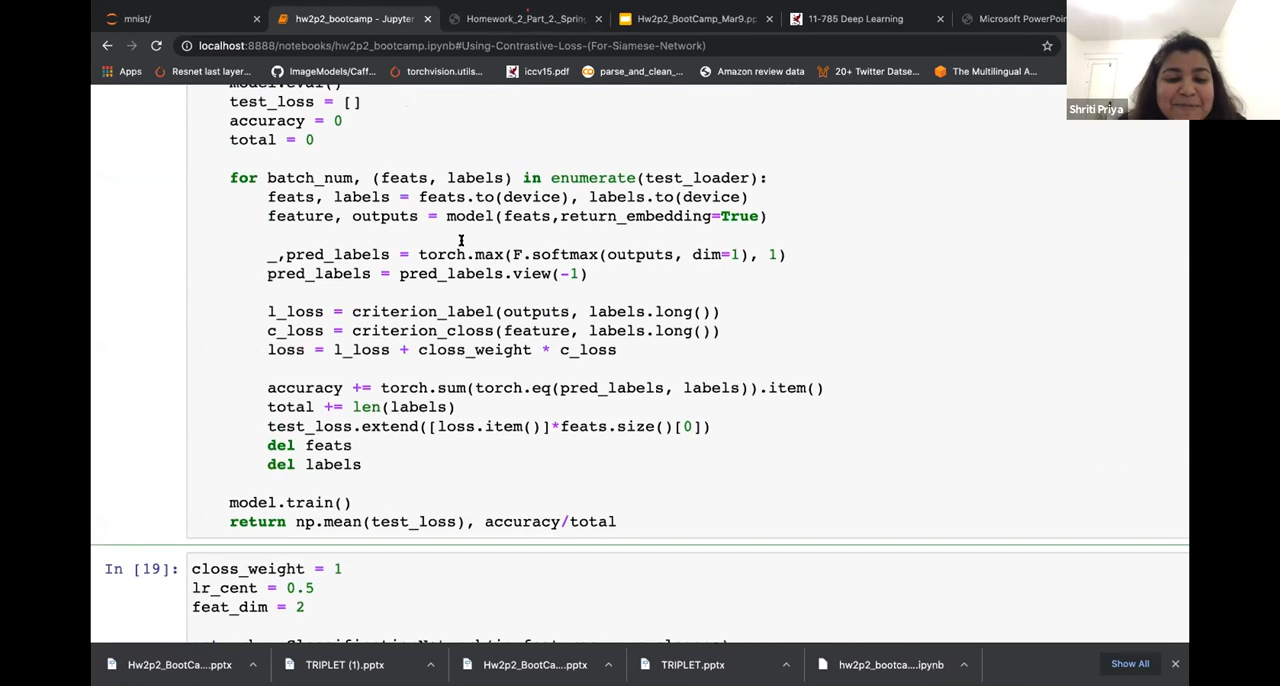 mnist/
hw2p2_bootcamp - Jupyter
Homework_2_Part_2._Sprin
Hw2p2_BootCamp_Mar9.pp
11-785 Deep Learning
Microsoft PowerPoin
localhost:8888/notebooks/hw2p2_bootcamp.ipynb#Using-Contrastive-Loss-(For-Siamese-Network)
Apps
Resnet last layer...
ImageModels/Caff...
torchvision.utils...
iccv15.pdf
parse_and_clean_...
Amazon review data
20+ Twitter Datse...
The Multilingual A...
Shriti Priya
model.eval()
test_loss = []
accuracy = 0
total = 0
for batch_num, (feats, labels) in enumerate(test_loader):
feats, labels = feats.to(device), labels.to(device)
feature, outputs = model(feats,return_embedding=True)
_,pred_labels = torch.max(F.softmax(outputs, dim=1), 1)
pred_labels = pred_labels.view(-1)
l_loss = criterion_label(outputs, labels.long())
c_loss = criterion_closs(feature, labels.long())
loss = l_loss + closs_weight * c_loss
accuracy += torch.sum(torch.eq(pred_labels, labels)).item()
total += len(labels)
test_loss.extend([loss.item()]*feats.size()[0])
del feats
del labels
model.train()
return np.mean(test_loss), accuracy/total
In [19]:
closs_weight = 1
lr_cent = 0.5
feat_dim = 2
Hw2p2_BootCa....pptx
TRIPLET (1).pptx
Hw2p2_BootCa....pptx
TRIPLET.pptx
hw2p2_bootca....ipynb
Show All